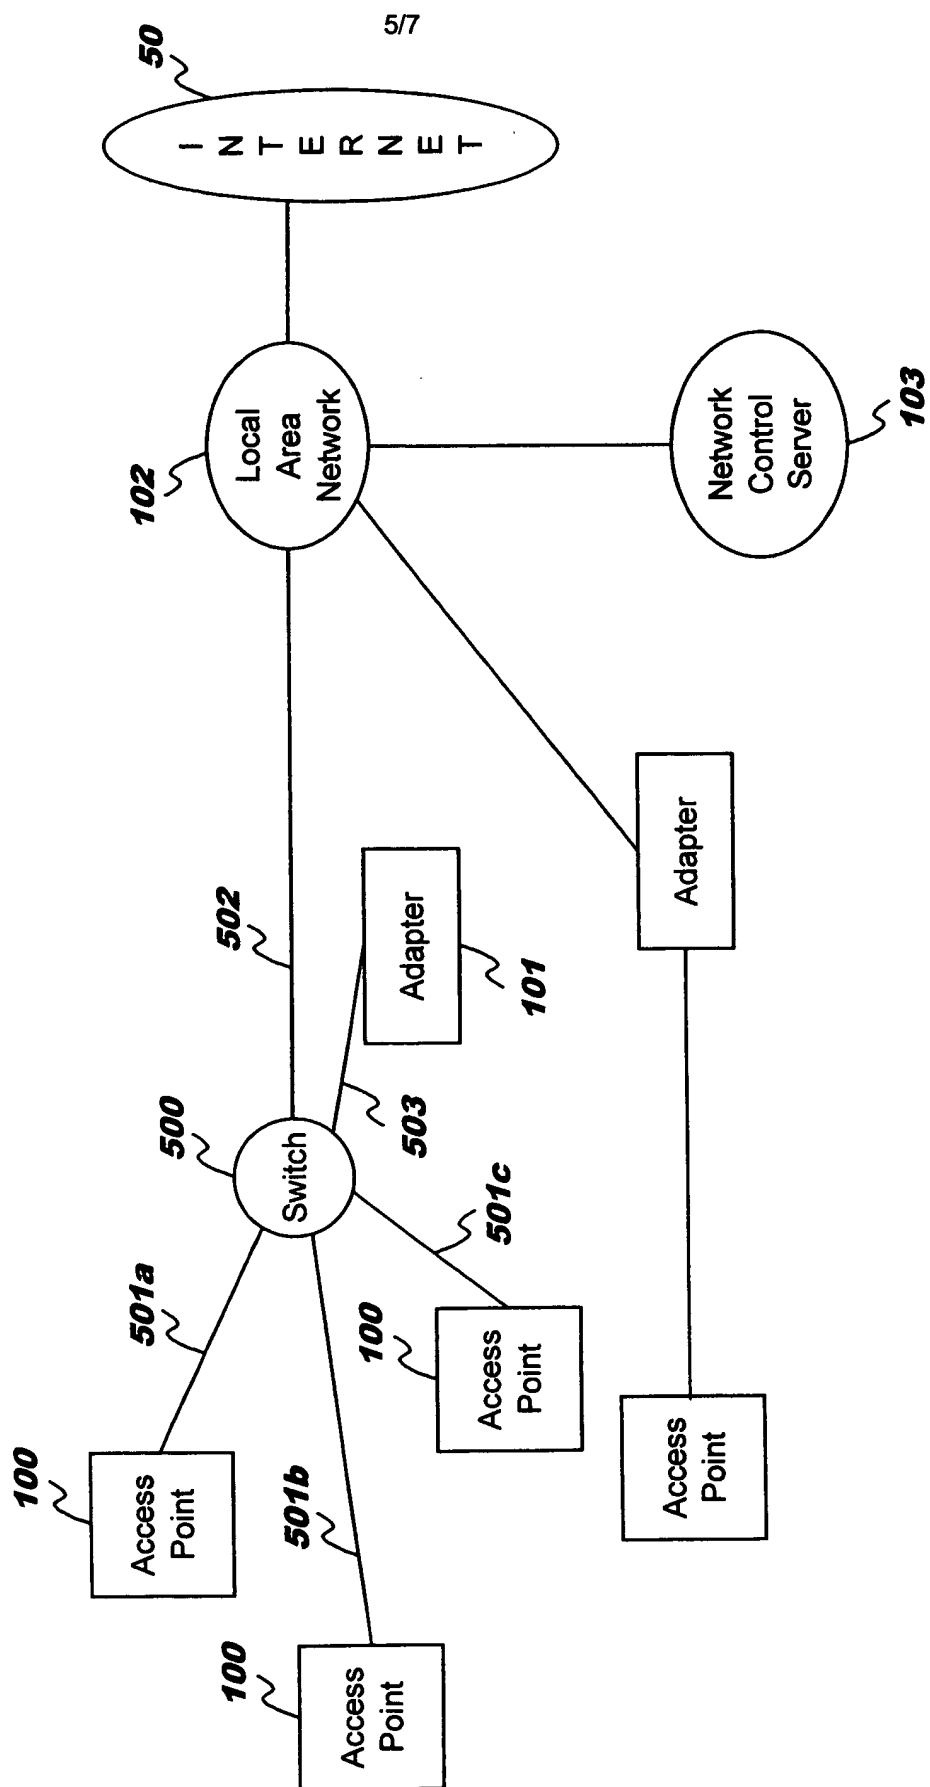 5/7
50
INTERNET
102
Local
Area
Network
Network
Control
Server
103
502
Adapter
101
Adapter
500
Switch
503
501a
501c
100
Access
Point
501b
100
Access
Point
100
Access
Point
Access
Point